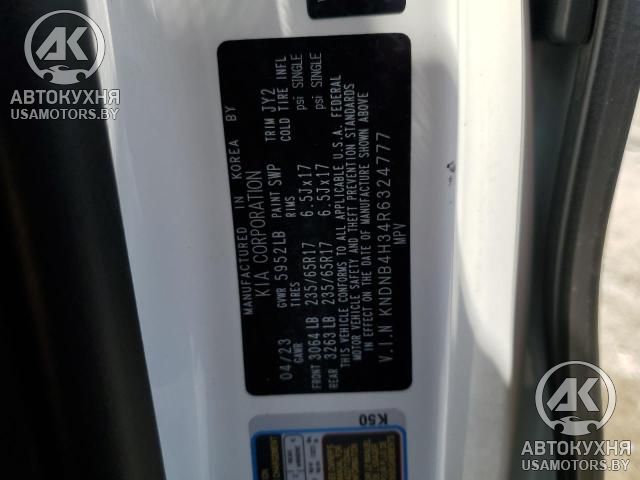 АВТОКУХНЯ
USAMOTORS.BY
MANUFACTURED IN KOREA BY
KIA CORPORATION
04/23 GVWR 5952LB PAINT SWP TRIM JY2
GAWR TIRES RIMS COLD TIRE INFL
FRONT 3064LB 235/65R17 6.5Jx17 psi SINGLE
REAR 3263LB 235/65R17 6.5Jx17 psi SINGLE
THIS VEHICLE CONFORMS TO ALL APPLICABLE U.S.A. FEDERAL
MOTOR VEHICLE SAFETY AND THEFT PREVENTION STANDARDS
IN EFFECT ON THE DATE OF MANUFACTURE SHOWN ABOVE
V.I.N KNDNB4H34R6324777
MPV
K50
АВТОКУХНЯ
USAMOTORS.BY